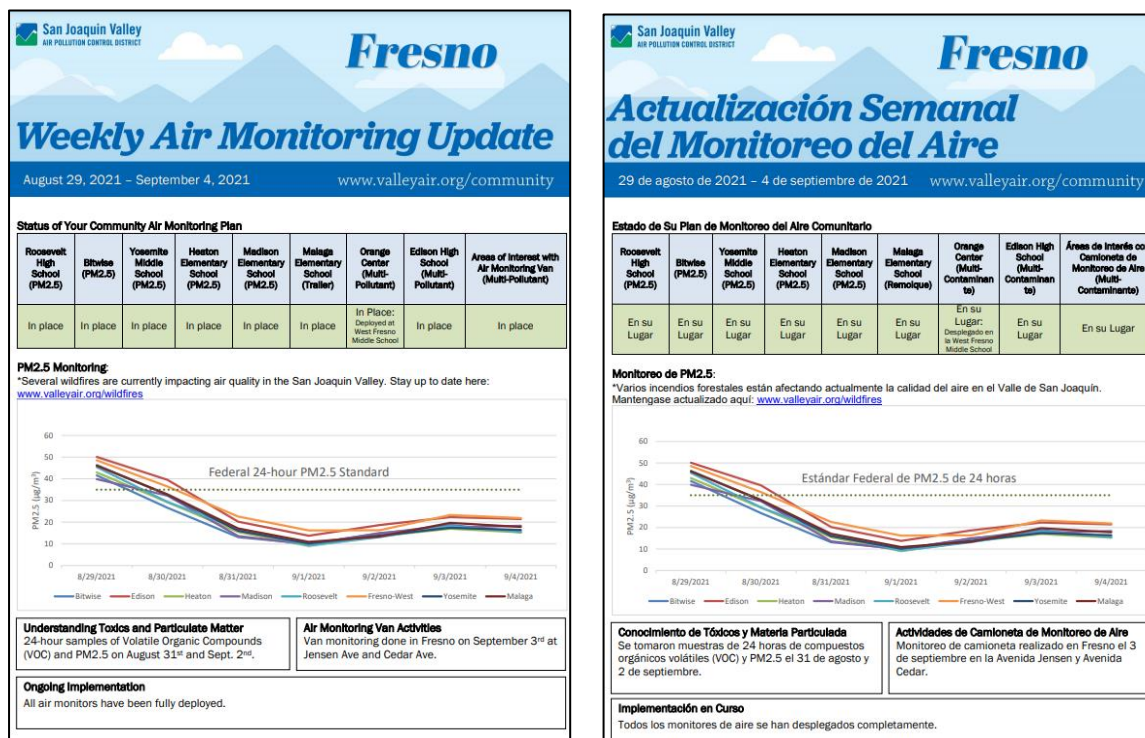 San Joaquin Valley
AIR POLLUTION CONTROL DISTRICT
Fresno
Weekly Air Monitoring Update
August 29, 2021 – September 4, 2021 www.valleyair.org/community
Status of Your Community Air Monitoring Plan
Roosevelt High School (PM2.5)
Bitwise (PM2.5)
Yosemite Middle School (PM2.5)
Heaton Elementary School (PM2.5)
Madison Elementary School (PM2.5)
Malaga Elementary School (Trailer)
Orange Center (Multi-Pollutant)
Edison High School (Multi-Pollutant)
Areas of Interest with Air Monitoring Van (Multi-Pollutant)
In place
In place
In place
In place
In place
In place
In Place: Deployed at West Fresno Middle School
In place
In place
PM2.5 Monitoring:
*Several wildfires are currently impacting air quality in the San Joaquin Valley. Stay up to date here:
www.valleyair.org/wildfires
60
50
40
30
20
10
0
PM2.5 (µg/m³)
Federal 24-hour PM2.5 Standard
8/29/2021 8/30/2021 8/31/2021 9/1/2021 9/2/2021 9/3/2021 9/4/2021
Bitwise Edison Heaton Madison Roosevelt Fresno-West Yosemite Malaga
Understanding Toxics and Particulate Matter
24-hour samples of Volatile Organic Compounds
(VOC) and PM2.5 on August 31st and Sept. 2nd.
Air Monitoring Van Activities
Van monitoring done in Fresno on September 3rd at
Jensen Ave and Cedar Ave.
Ongoing Implementation
All air monitors have been fully deployed.
San Joaquin Valley
AIR POLLUTION CONTROL DISTRICT
Fresno
Actualización Semanal
del Monitoreo del Aire
29 de agosto de 2021 – 4 de septiembre de 2021 www.valleyair.org/community
Estado de Su Plan de Monitoreo del Aire Comunitario
Roosevelt High School (PM2.5)
Bitwise (PM2.5)
Yosemite Middle School (PM2.5)
Heaton Elementary School (PM2.5)
Madison Elementary School (PM2.5)
Malaga Elementary School (Remolque)
Orange Center (Multi-Contaminante)
Edison High School (Multi-Contaminante)
Áreas de Interés co Camioneta de Monitoreo de Aire (Multi-Contaminante)
En su Lugar
En su Lugar
En su Lugar
En su Lugar
En su Lugar
En su Lugar
En su Lugar: Desplegado en la West Fresno Middle School
En su Lugar
En su Lugar
Monitoreo de PM2.5:
*Varios incendios forestales están afectando actualmente la calidad del aire en el Valle de San Joaquín.
Mantengase actualizado aquí: www.valleyair.org/wildfires
60
50
40
30
20
10
0
PM2.5 (µg/m³)
Estándar Federal de PM2.5 de 24 horas
8/29/2021 8/30/2021 8/31/2021 9/1/2021 9/2/2021 9/3/2021 9/4/2021
Bitwise Edison Heaton Madison Roosevelt Fresno-West Yosemite Malaga
Conocimiento de Tóxicos y Materia Particulada
Se tomaron muestras de 24 horas de compuestos
orgánicos volátiles (VOC) y PM2.5 el 31 de agosto y
2 de septiembre.
Actividades de Camioneta de Monitoreo de Aire
Monitoreo de camioneta realizado en Fresno el 3
de septiembre en la Avenida Jensen y Avenida
Cedar.
Implementación en Curso
Todos los monitores de aire se han desplegados completamente.